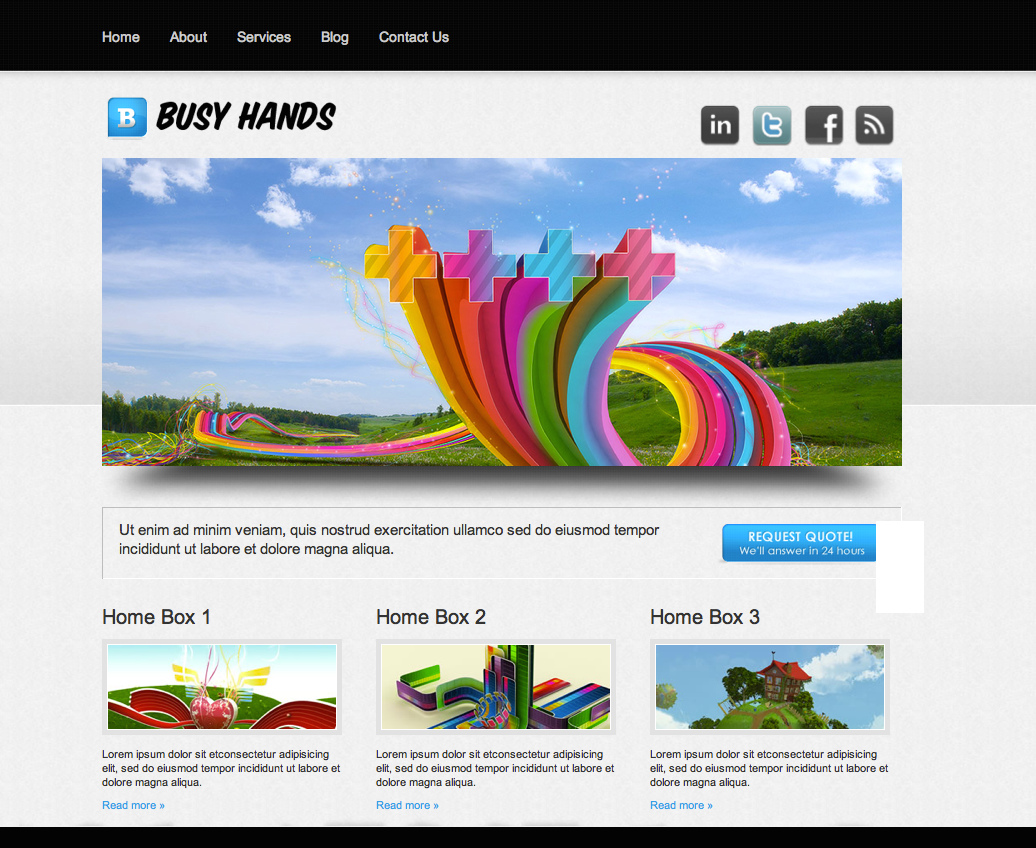 Home About Services Blog Contact Us
B BUSY HANDS
in t f
Ut enim ad minim veniam, quis nostrud exercitation ullamco sed do eiusmod tempor
incididunt ut labore et dolore magna aliqua.
REQUEST QUOTE!
We'll answer in 24 hours
Home Box 1
Lorem ipsum dolor sit etconsectetur adipisicing
elit, sed do eiusmod tempor incididunt ut labore et
dolore magna aliqua.
Read more »
Home Box 2
Lorem ipsum dolor sit etconsectetur adipisicing
elit, sed do eiusmod tempor incididunt ut labore et
dolore magna aliqua.
Read more »
Home Box 3
Lorem ipsum dolor sit etconsectetur adipisicing
elit, sed do eiusmod tempor incididunt ut labore et
dolore magna aliqua.
Read more »